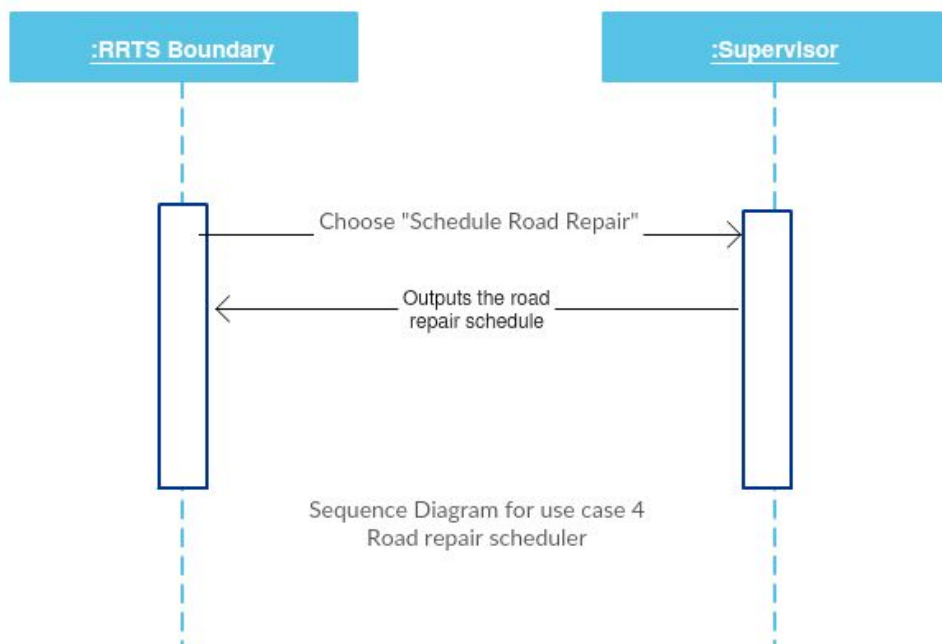 :RRTS Boundary
:Supervisor
Choose "Schedule Road Repair"
Outputs the road
repair schedule
Sequence Diagram for use case 4
Road repair scheduler